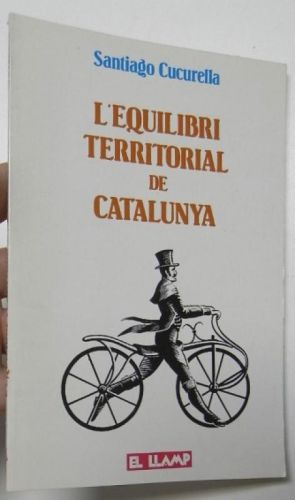 Santiago Cucurella
L'EQUILIBRI
TERRITORIAL
DE
CATALUNYA
EL LLAMP